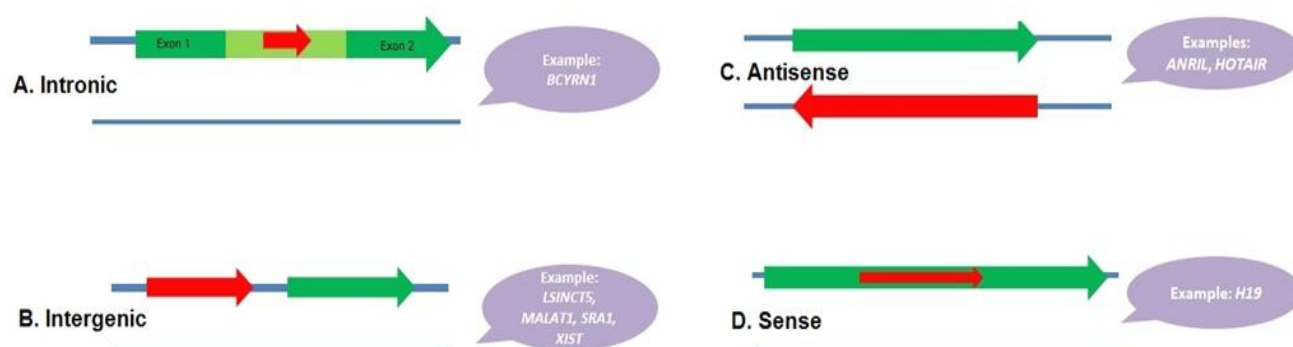 Exon 1
Exon 2
Example:
BCYRN1
A. Intronic
Examples:
ANRIL, HOTAIR
C. Antisense
Example:
LSINCT5,
MALAT1, SRA1,
XIST
B. Intergenic
Example: H19
D. Sense